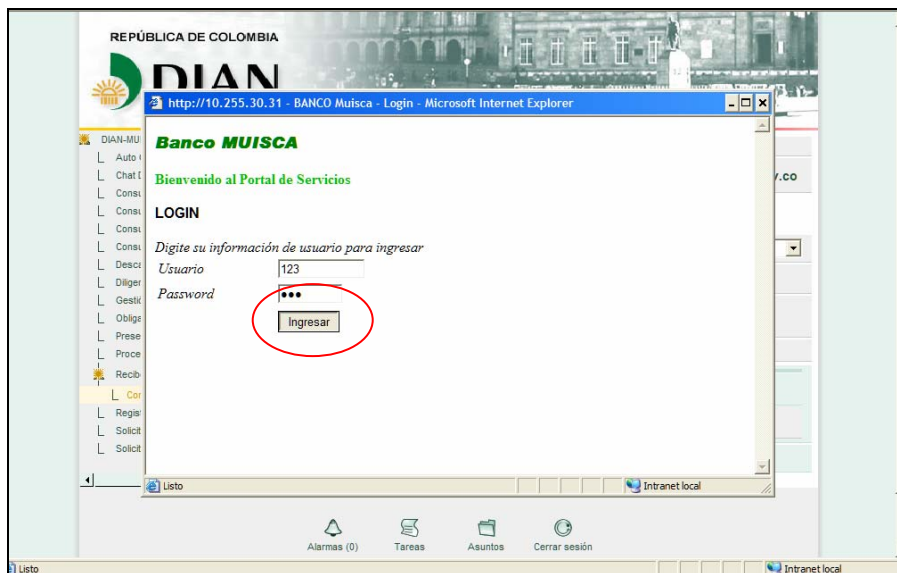 REPÚBLICA DE COLOMBIA
DIAN
http://10.255.30.31 - BANCO Muisca - Login - Microsoft Internet Explorer
Banco MUISCA
Bienvenido al Portal de Servicios
LOGIN
Digite su información de usuario para ingresar
Usuario 123
Password •••
Ingresar
Listo Intranet local
DIAN-MU
Auto
Chat
Consu
Consu
Consu
Consu
Desca
Diliger
Gestió
Obliga
Prese
Proce
Recib
Con
Regis
Solicit
Solicit
.co
Alarmas (0) Tareas Asuntos Cerrar sesión
Listo Intranet local